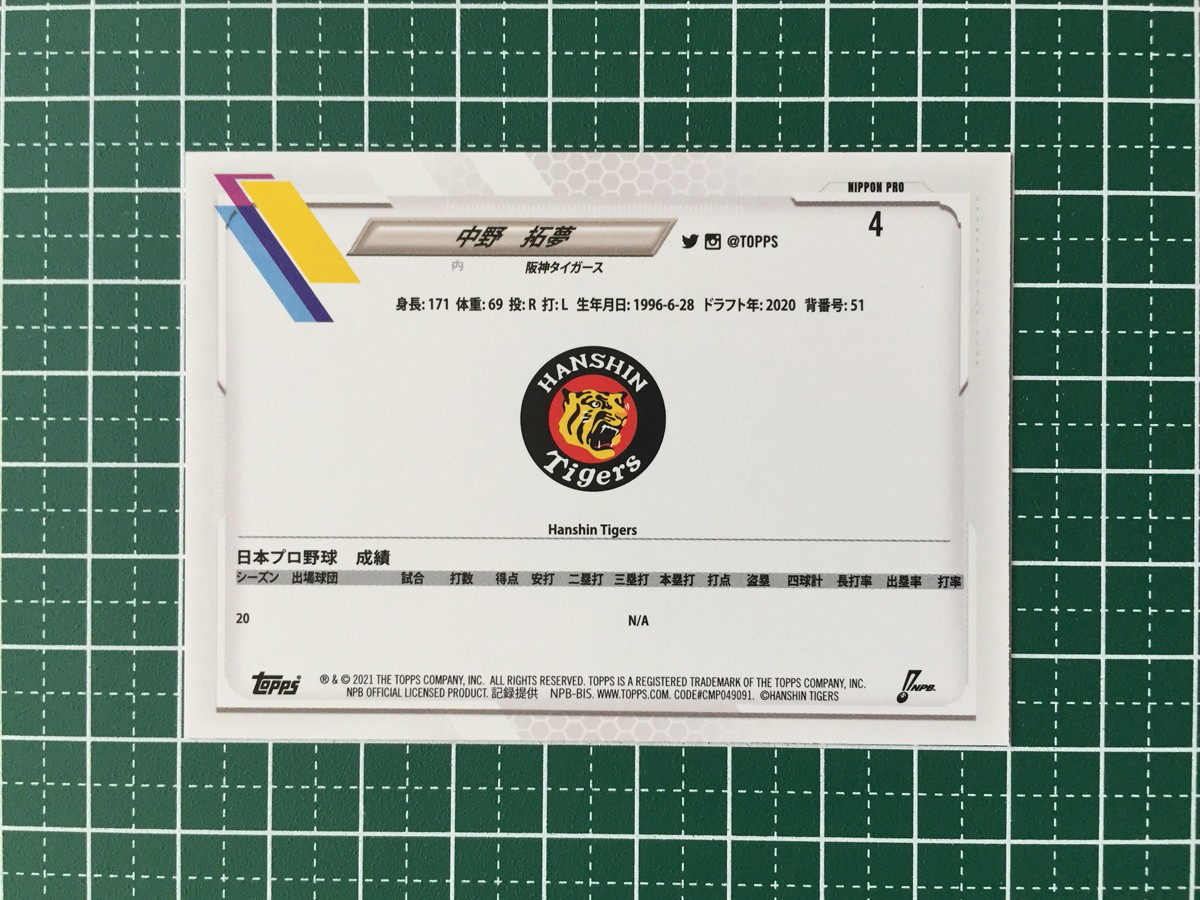 NIPPON PRO
4
中野 拓夢
@TOPPS
内 阪神タイガース
身長: 171 体重: 69 投: R 打: L 生年月日: 1996-6-28 ドラフト年: 2020 背番号: 51
HANSHIN
Tigers
Hanshin Tigers
日本プロ野球 成績
シーズン 出場球団 試合 打数 得点 安打 二塁打 三塁打 本塁打 打点 盗塁 四球計 長打率 出塁率 打率
20 N/A
Topps ® & © 2021 THE TOPPS COMPANY, INC. ALL RIGHTS RESERVED. TOPPS IS A REGISTERED TRADEMARK OF THE TOPPS COMPANY, INC.
NPB OFFICIAL LICENSED PRODUCT. 記録提供 NPB-BIS. WWW.TOPPS.COM. CODE#CMP049091. ©HANSHIN TIGERS
NPB.